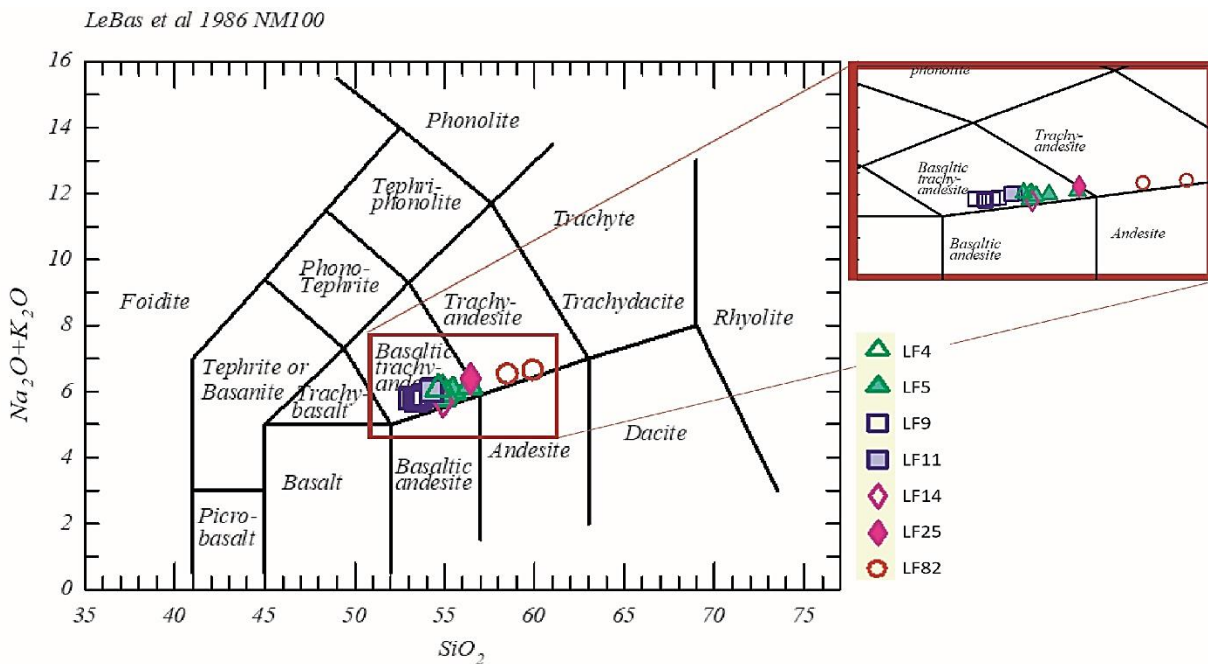 LeBas et al 1986 NM100
16
14
12
10
8
6
4
2
0
Na₂O+K₂O
35
40
45
50
55
60
65
70
75
SiO₂
Phonolite
Tephri-
phonolite
Trachyte
Phono-
Tephrite
Foidite
Trachy-
andesite
Trachydacite
Rhyolite
Tephrite or
Basanite
Basaltic
trachy-
Trachy-
basalt
Basalt
Basaltic
andesite
Andesite
Dacite
Picro-
basalt
phonolite
Trachy-
andesite
Basaltic
trachy-
andesite
Basaltic
andesite
Andesite
LF4
LF5
LF9
LF11
LF14
LF25
LF82